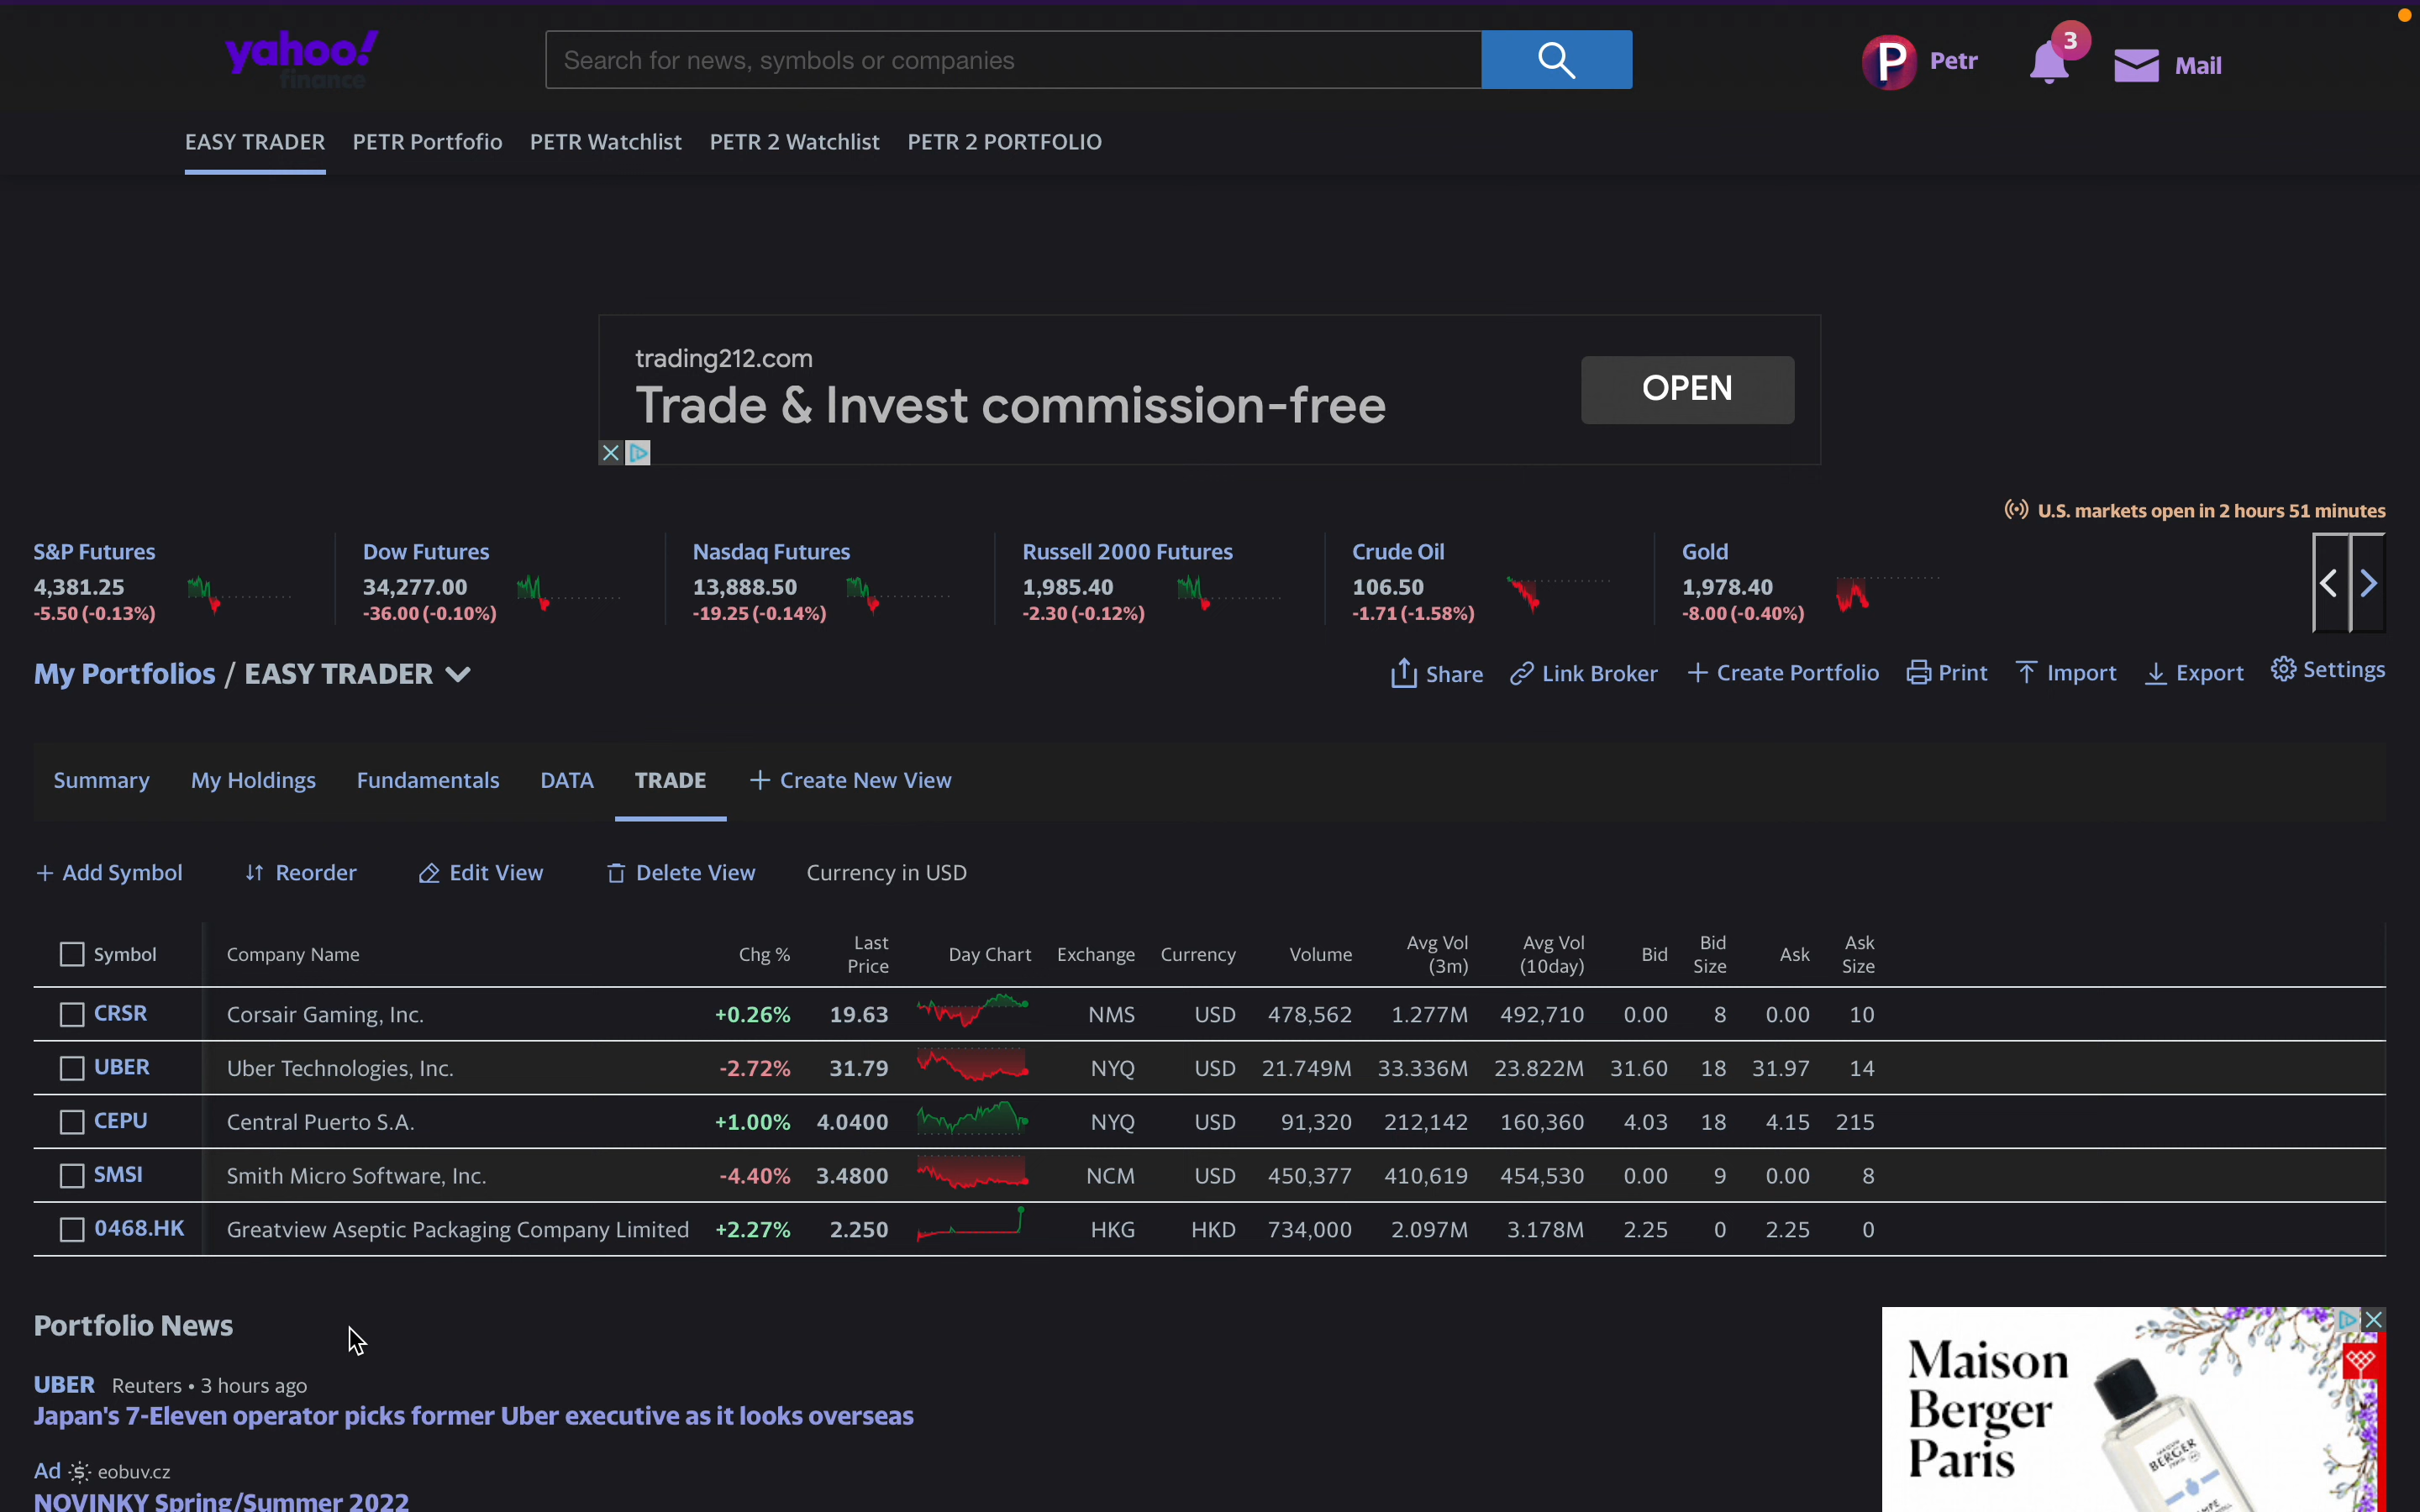 yahoo!
finance
Search for news, symbols or companies
P Petr
3
Mail
EASY TRADER PETR Portfofio PETR Watchlist PETR 2 Watchlist PETR 2 PORTFOLIO
trading212.com
Trade & Invest commission-free
OPEN
U.S. markets open in 2 hours 51 minutes
S&P Futures
4,381.25
-5.50 (-0.13%)
Dow Futures
34,277.00
-36.00 (-0.10%)
Nasdaq Futures
13,888.50
-19.25 (-0.14%)
Russell 2000 Futures
1,985.40
-2.30 (-0.12%)
Crude Oil
106.50
-1.71 (-1.58%)
Gold
1,978.40
-8.00 (-0.40%)
My Portfolios / EASY TRADER
Share Link Broker + Create Portfolio Print Import Export Settings
Summary My Holdings Fundamentals DATA TRADE + Create New View
+ Add Symbol Reorder Edit View Delete View Currency in USD
Symbol Company Name Chg % Last Price Day Chart Exchange Currency Volume Avg Vol (3m) Avg Vol (10day) Bid Bid Size Ask Ask Size
CRSR Corsair Gaming, Inc. +0.26% 19.63 NMS USD 478,562 1.277M 492,710 0.00 8 0.00 10
UBER Uber Technologies, Inc. -2.72% 31.79 NYQ USD 21.749M 33.336M 23.822M 31.60 18 31.97 14
CEPU Central Puerto S.A. +1.00% 4.0400 NYQ USD 91,320 212,142 160,360 4.03 18 4.15 215
SMSI Smith Micro Software, Inc. -4.40% 3.4800 NCM USD 450,377 410,619 454,530 0.00 9 0.00 8
0468.HK Greatview Aseptic Packaging Company Limited +2.27% 2.250 HKG HKD 734,000 2.097M 3.178M 2.25 0 2.25 0
Portfolio News
UBER Reuters • 3 hours ago
Japan's 7-Eleven operator picks former Uber executive as it looks overseas
Ad eobuv.cz
NOVINKY Spring/Summer 2022
Maison
Berger
Paris
MAISON
BERGER